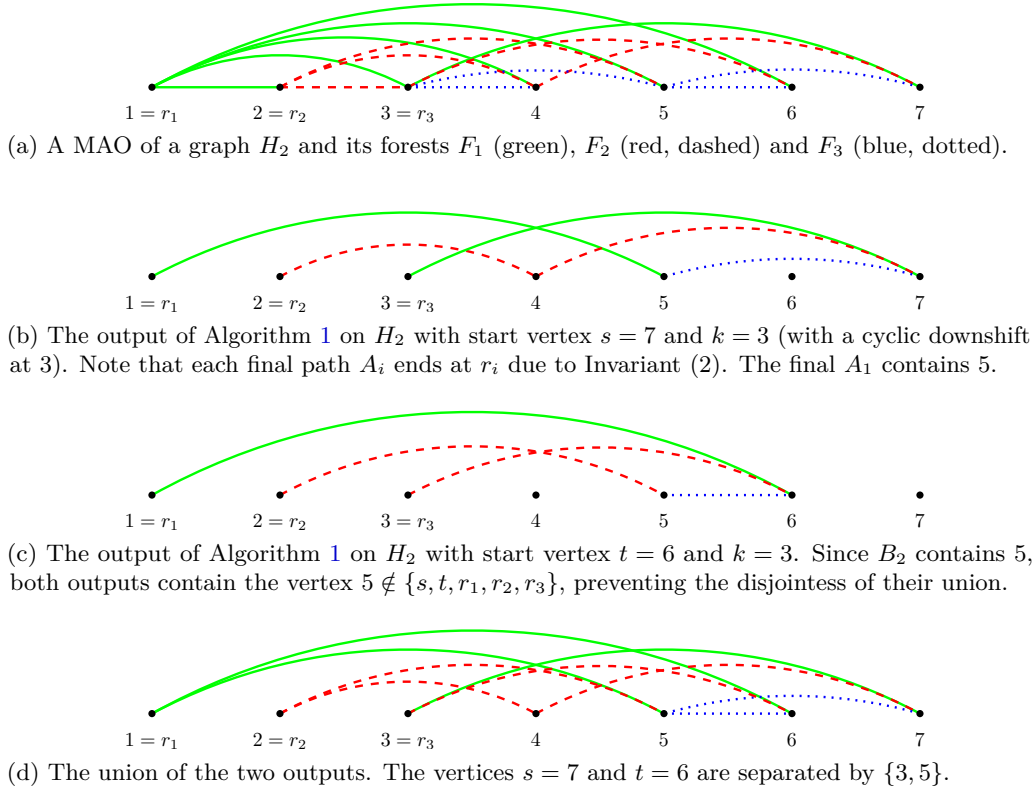 1 = r₁ 2 = r₂ 3 = r₃ 4 5 6 7
(a) A MAO of a graph H₂ and its forests F₁ (green), F₂ (red, dashed) and F₃ (blue, dotted).
1 = r₁ 2 = r₂ 3 = r₃ 4 5 6 7
(b) The output of Algorithm 1 on H₂ with start vertex s = 7 and k = 3 (with a cyclic downshift
at 3). Note that each final path Aᵢ ends at rᵢ due to Invariant (2). The final A₁ contains 5.
1 = r₁ 2 = r₂ 3 = r₃ 4 5 6 7
(c) The output of Algorithm 1 on H₂ with start vertex t = 6 and k = 3. Since B₂ contains 5,
both outputs contain the vertex 5 ∉ {s, t, r₁, r₂, r₃}, preventing the disjointess of their union.
1 = r₁ 2 = r₂ 3 = r₃ 4 5 6 7
(d) The union of the two outputs. The vertices s = 7 and t = 6 are separated by {3, 5}.